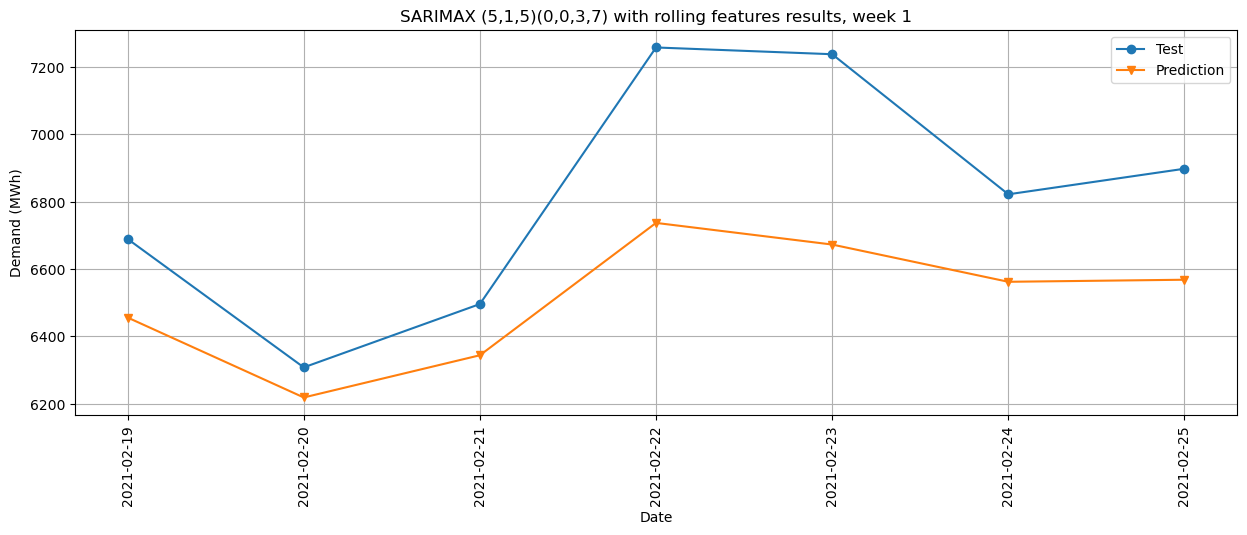 SARIMAX (5,1,5)(0,0,3,7) with rolling features results, week 1
Test
Prediction
Demand (MWh)
7200
7000
6800
6600
6400
6200
2021-02-19
2021-02-20
2021-02-21
2021-02-22
2021-02-23
2021-02-24
2021-02-25
Date